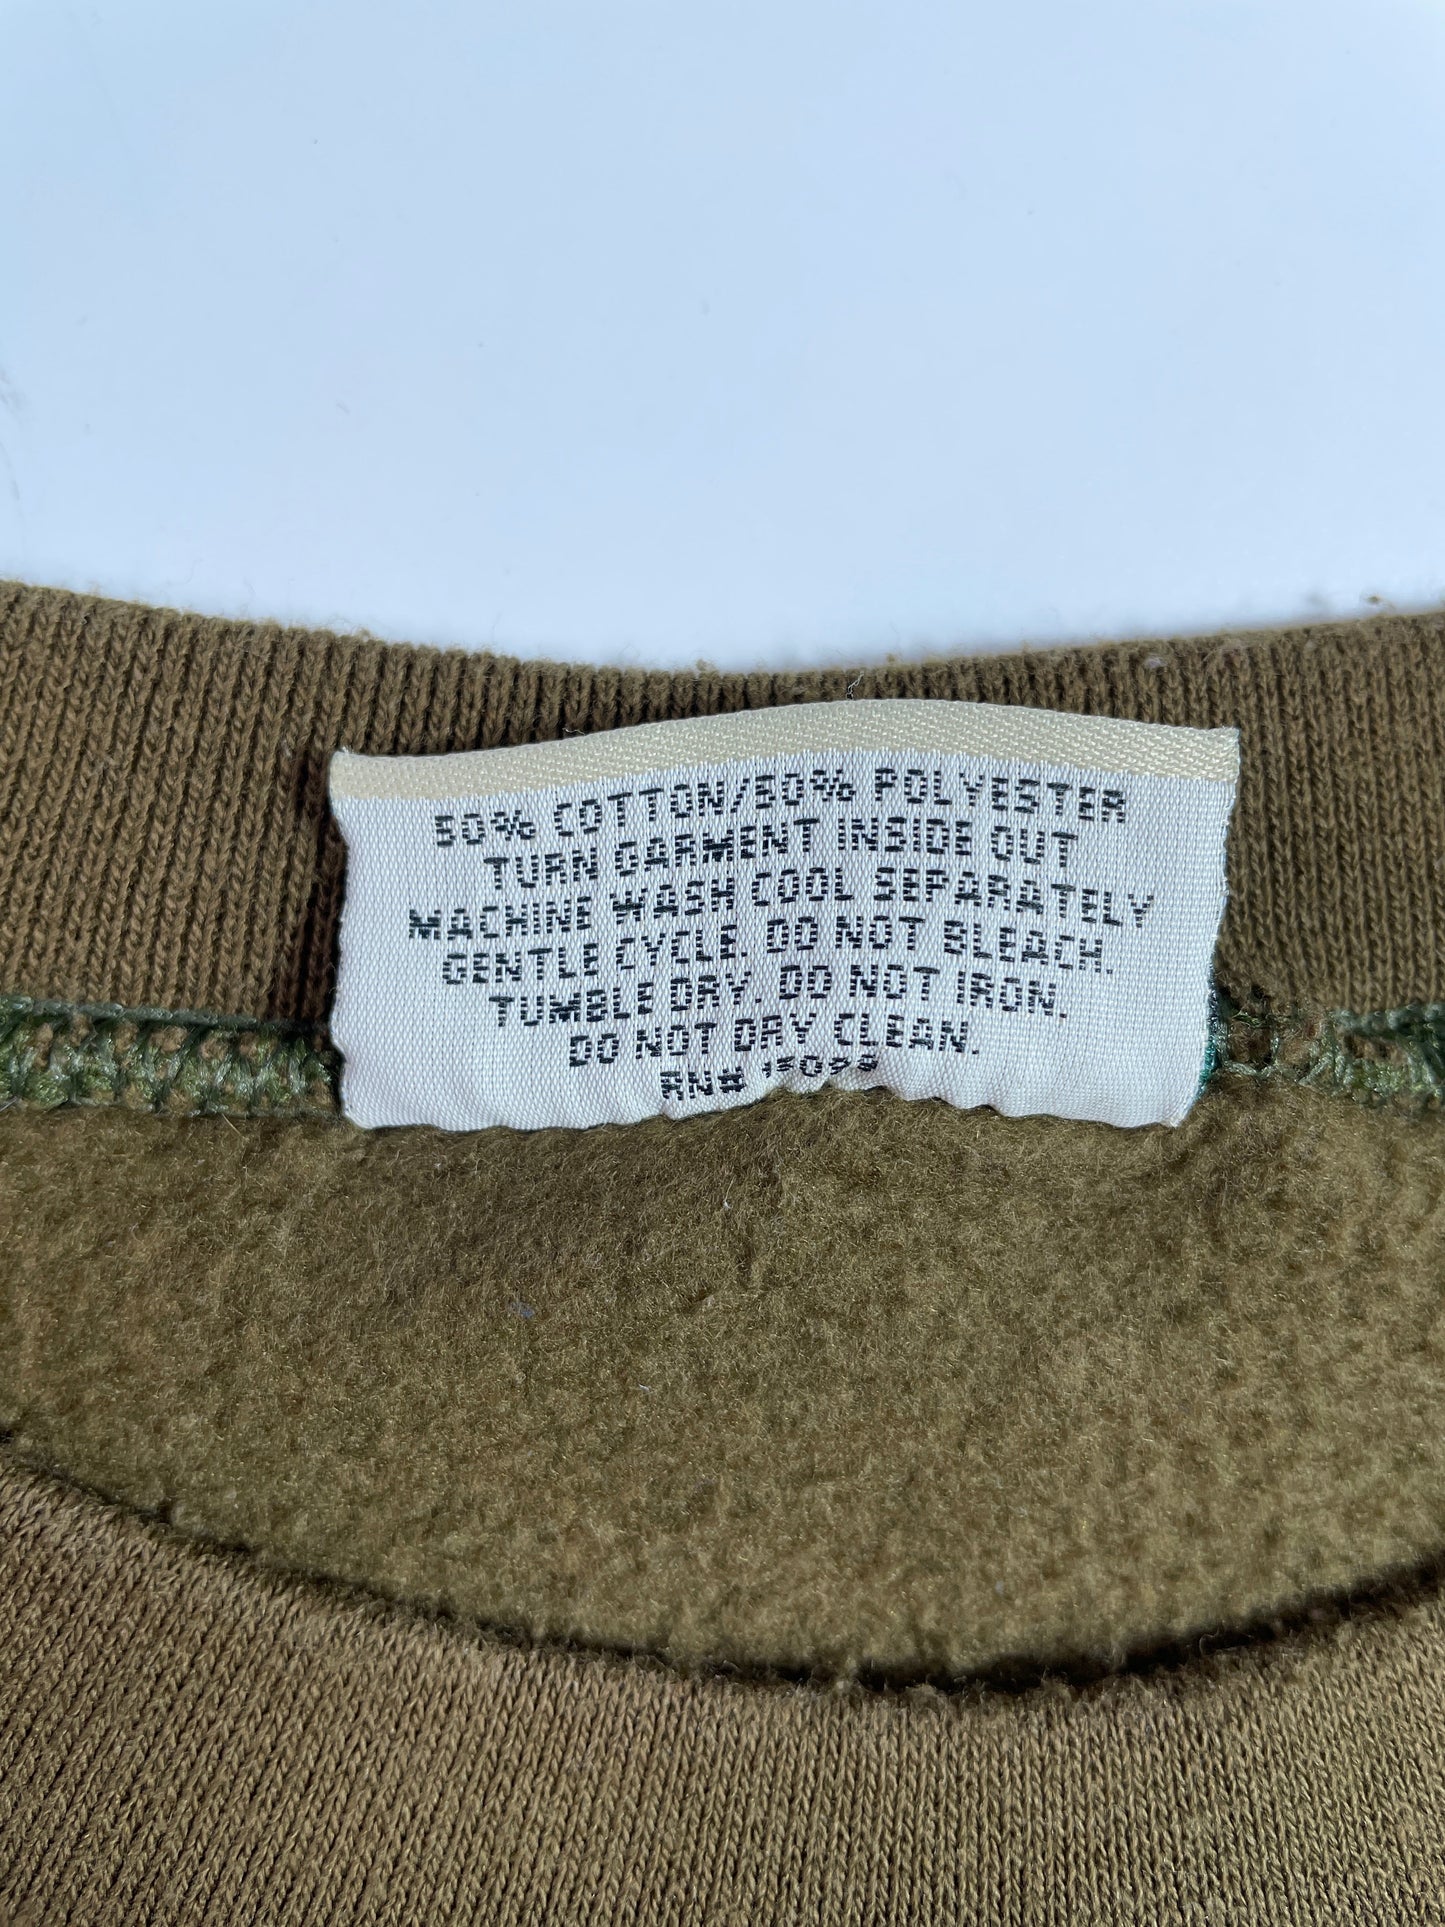 50% COTTON/50% POLYESTER
TURN GARMENT INSIDE OUT
MACHINE WASH COOL SEPARATELY
GENTLE CYCLE. DO NOT BLEACH.
TUMBLE DRY. DO NOT IRON.
DO NOT DRY CLEAN.
RN#